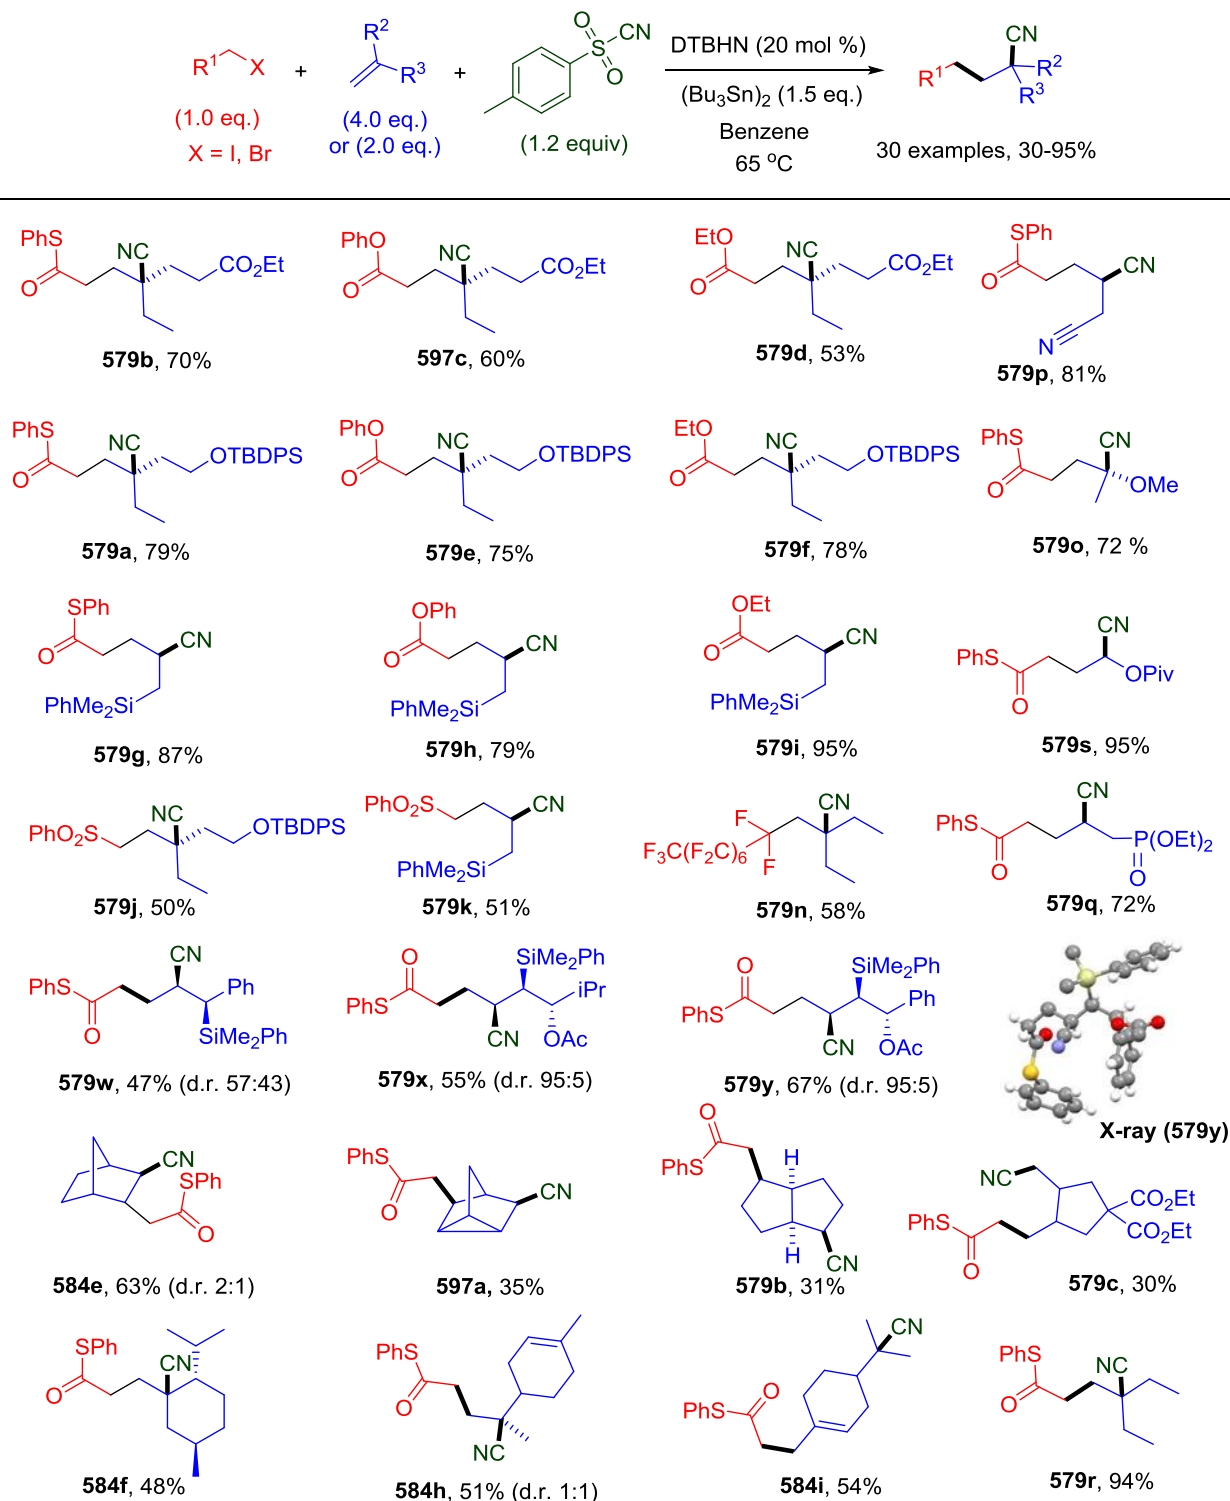 R1 X + R2 R3 + O S CN O DTBHN (20 mol %) CN R1 R2 R3
(Bu3Sn)2 (1.5 eq.)
(1.0 eq.) (4.0 eq.) (1.2 equiv) Benzene
X = I, Br or (2.0 eq.) 65 oC 30 examples, 30-95%
PhS O NC CO2Et
579b, 70%
PhO O NC CO2Et
597c, 60%
EtO O NC CO2Et
579d, 53%
SPh O CN N
579p, 81%
PhS O NC OTBDPS
579a, 79%
PhO O NC OTBDPS
579e, 75%
EtO O NC OTBDPS
579f, 78%
PhS O CN OMe
579o, 72 %
SPh O CN PhMe2Si
579g, 87%
OPh O CN PhMe2Si
579h, 79%
OEt O CN PhMe2Si
579i, 95%
PhS O CN OPiv
579s, 95%
PhO2S NC OTBDPS
579j, 50%
PhO2S CN PhMe2Si
579k, 51%
F3C(F2C)6 F F CN
579n, 58%
PhS O CN P(OEt)2 O
579q, 72%
PhS O CN Ph SiMe2Ph
579w, 47% (d.r. 57:43)
O PhS SiMe2Ph iPr CN OAc
579x, 55% (d.r. 95:5)
O PhS SiMe2Ph Ph CN OAc
579y, 67% (d.r. 95:5)
X-ray (579y)
CN SPh O
584e, 63% (d.r. 2:1)
PhS O CN
597a, 35%
O PhS H H CN
579b, 31%
NC CO2Et CO2Et PhS O
579c, 30%
SPh O CN
584f, 48%
PhS O NC
584h, 51% (d.r. 1:1)
CN O PhS
584i, 54%
PhS O NC
579r, 94%